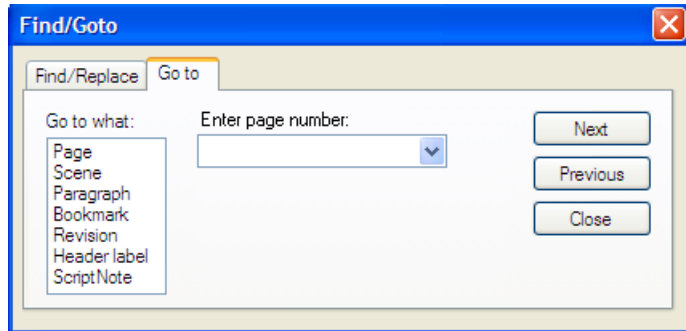 Find/Goto
Find/Replace
Go to
Go to what:
Enter page number:
Page
Scene
Paragraph
Bookmark
Revision
Header label
ScriptNote
Next
Previous
Close